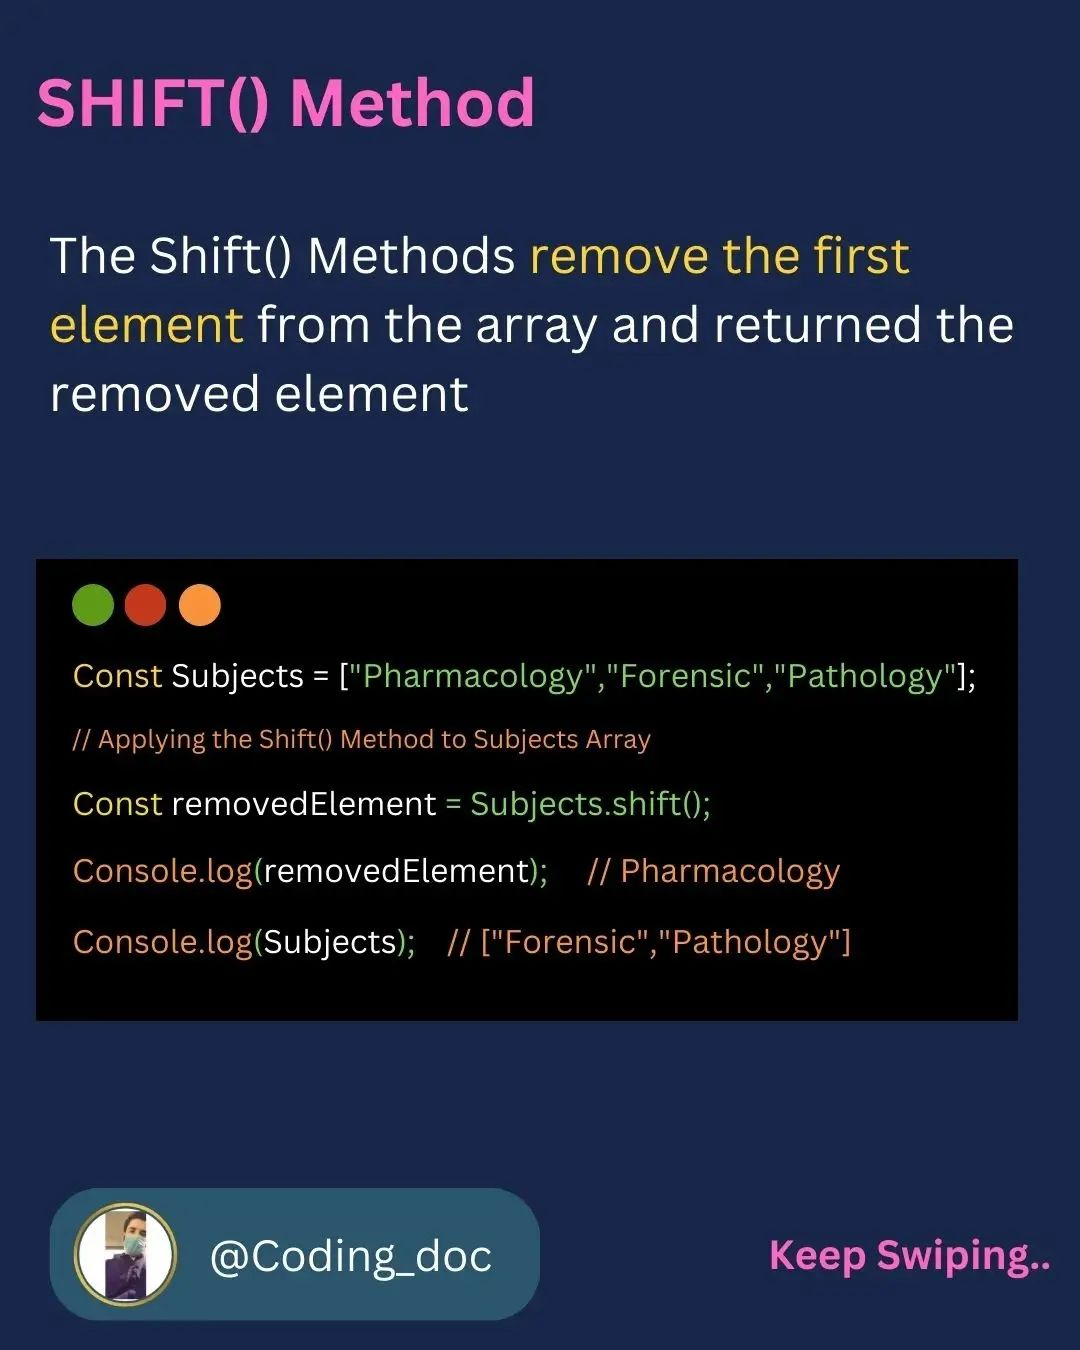 SHIFT() Method
The Shift() Methods remove the first
element from the array and returned the
removed element
Const Subjects = ["Pharmacology","Forensic","Pathology"];
// Applying the Shift() Method to Subjects Array
Const removedElement = Subjects.shift();
Console.log(removedElement); // Pharmacology
Console.log(Subjects); // ["Forensic","Pathology"]
@Coding_doc
Keep Swiping..